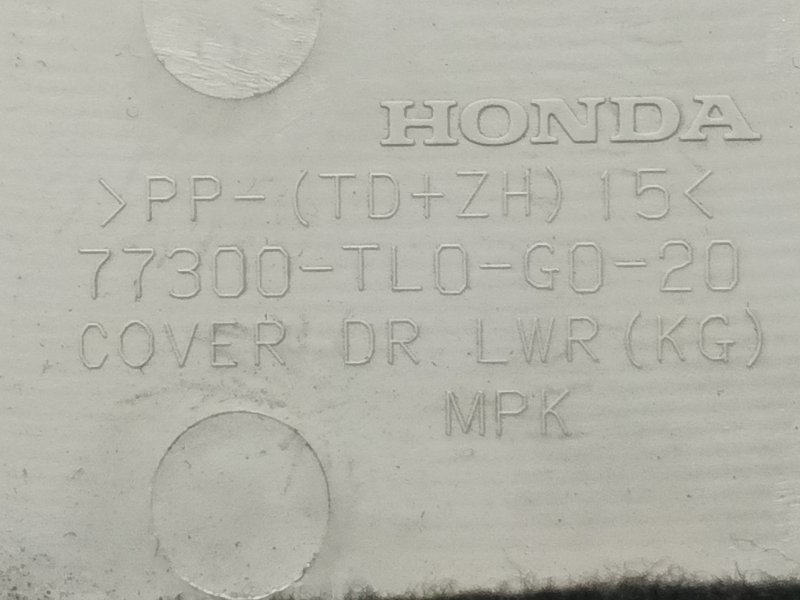 HONDA
>PP-(TD+ZH)15<
77300-TL0-G0-20
COVER DR LWR(KG)
MPK